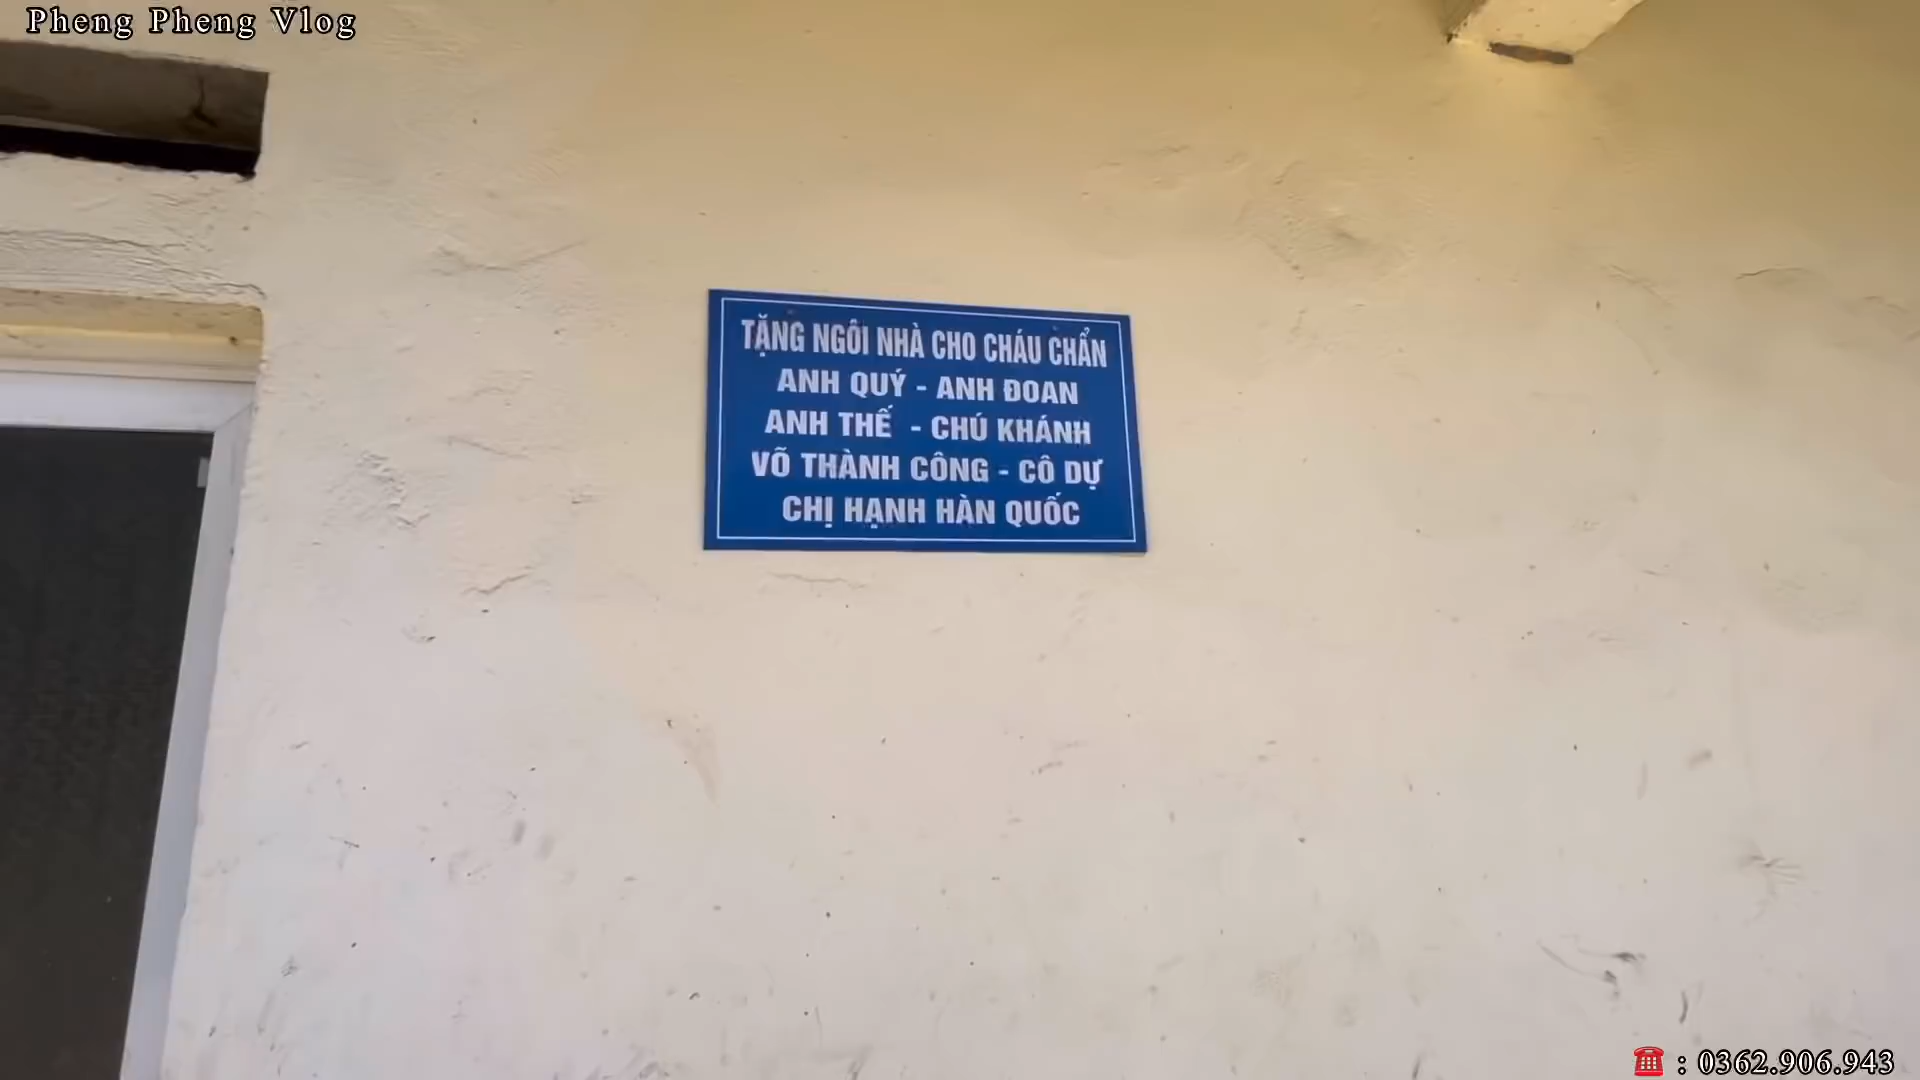 Pheng Pheng Vlog
TẶNG NGÔI NHÀ CHO CHÁU CHẨN
ANH QUÝ - ANH ĐOAN
ANH THẾ - CHÚ KHÁNH
VÕ THÀNH CÔNG - CÔ DỰ
CHỊ HẠNH HÀN QUỐC
☎ : 0362.906.943